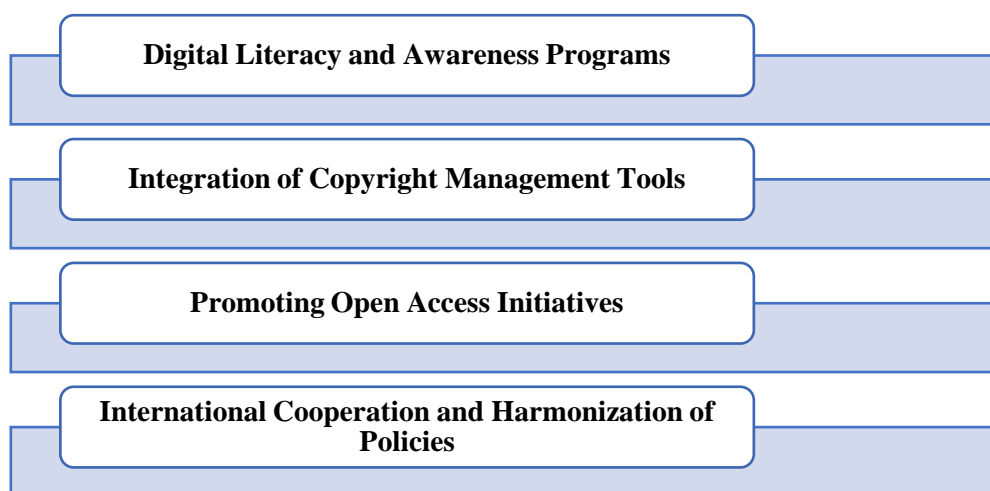 Digital Literacy and Awareness Programs
Integration of Copyright Management Tools
Promoting Open Access Initiatives
International Cooperation and Harmonization of
Policies